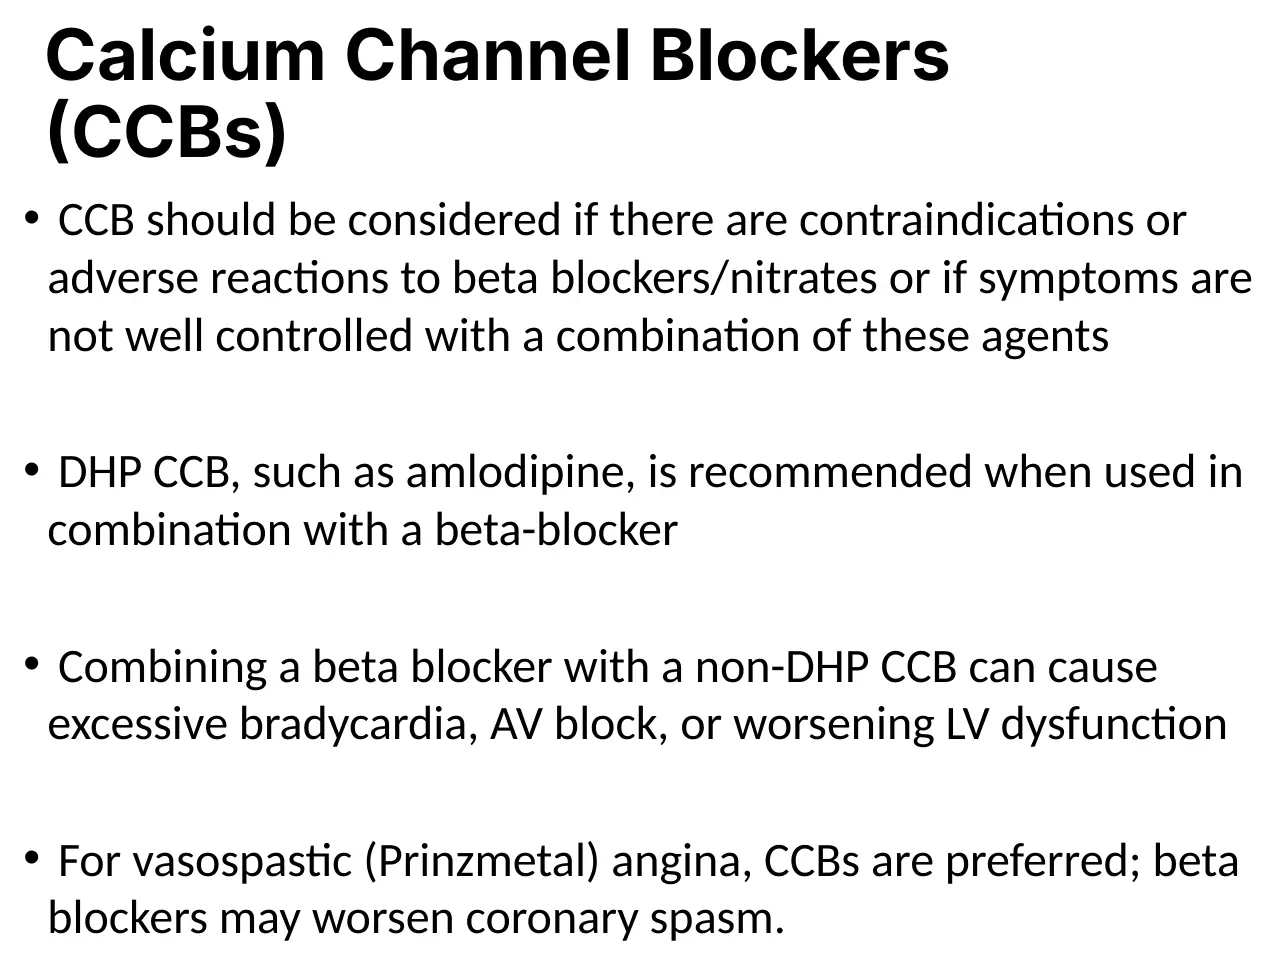 Calcium Channel Blockers
(CCBs)
• CCB should be considered if there are contraindications or
adverse reactions to beta blockers/nitrates or if symptoms are
not well controlled with a combination of these agents
• DHP CCB, such as amlodipine, is recommended when used in
combination with a beta-blocker
• Combining a beta blocker with a non-DHP CCB can cause
excessive bradycardia, AV block, or worsening LV dysfunction
• For vasospastic (Prinzmetal) angina, CCBs are preferred; beta
blockers may worsen coronary spasm.